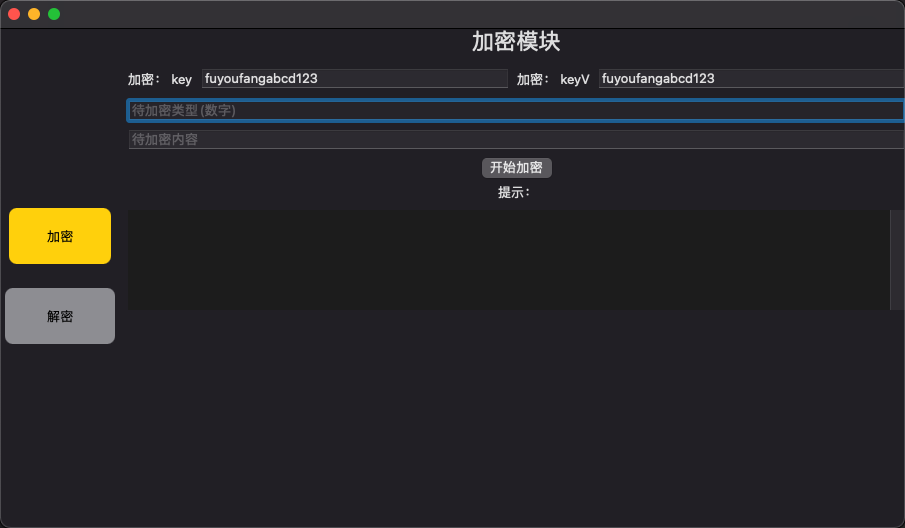 加密模块
加密： key fuyoufangabcd123 加密： keyV fuyoufangabcd123
待加密类型(数字)
待加密内容
开始加密
提示：
加密
解密